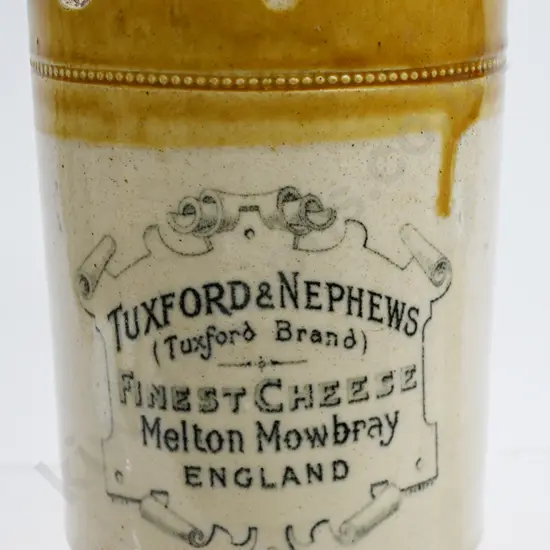 TUXFORD & NEPHEWS
(Tuxford Brand)
FINEST CHEESE
Melton Mowbray
ENGLAND